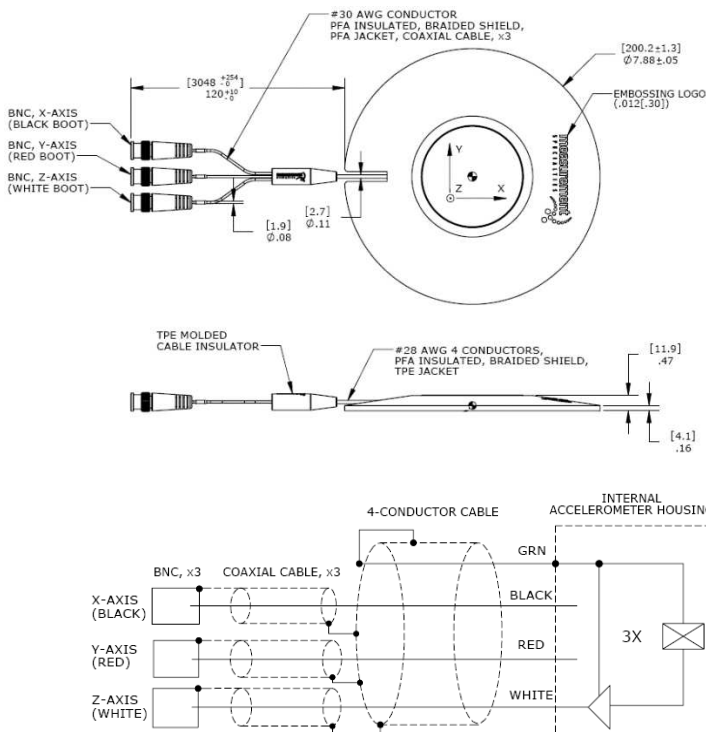 #30 AWG CONDUCTOR
PFA INSULATED, BRAIDED SHIELD,
PFA JACKET, COAXIAL CABLE, x3
[200.2±1.3]
Ø7.88±.05
[3048 +254 -0]
120+10 -0
EMBOSSING LOGO
(.012[.30])
BNC, X-AXIS
(BLACK BOOT)
BNC, Y-AXIS
(RED BOOT)
BNC, Z-AXIS
(WHITE BOOT)
Y
Z
X
measurement
SPECIALTIES
[1.9]
Ø.08
[2.7]
Ø.11
TPE MOLDED
CABLE INSULATOR
#28 AWG 4 CONDUCTORS,
PFA INSULATED, BRAIDED SHIELD,
TPE JACKET
[11.9]
.47
[4.1]
.16
INTERNAL
ACCELEROMETER HOUSING
4-CONDUCTOR CABLE
GRN
BNC, x3
COAXIAL CABLE, x3
X-AXIS
(BLACK)
BLACK
Y-AXIS
(RED)
RED
3X
Z-AXIS
(WHITE)
WHITE